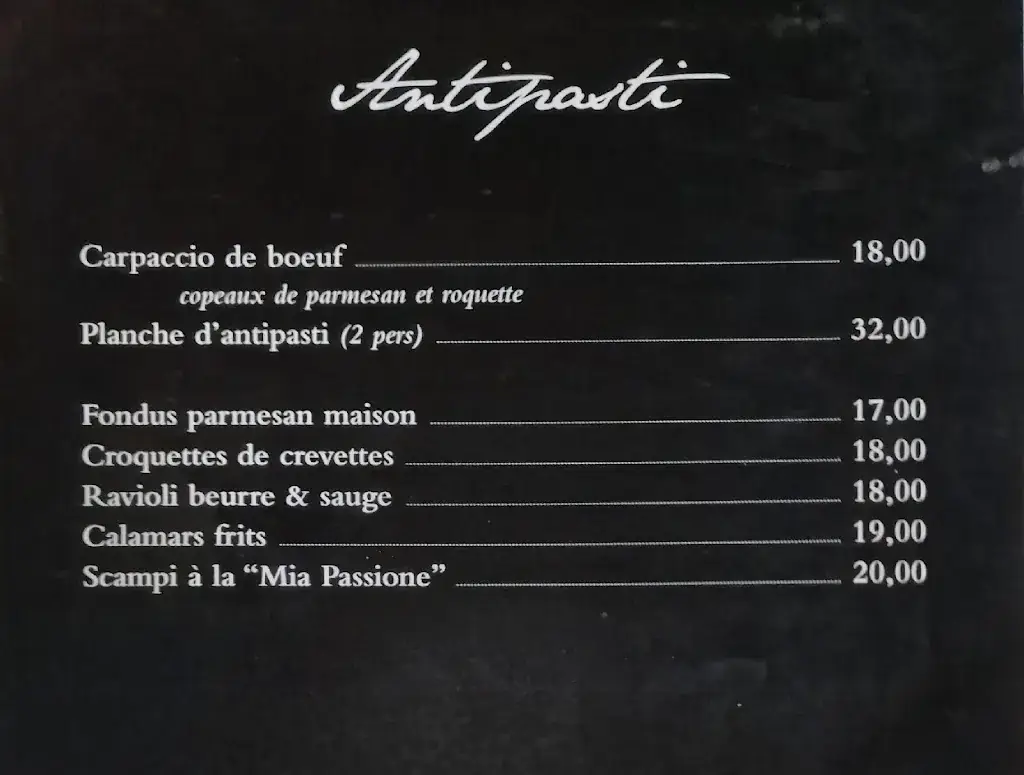 Antipasti
Carpaccio de boeuf 18,00
copeaux de parmesan et roquette
Planche d'antipasti (2 pers) 32,00
Fondus parmesan maison 17,00
Croquettes de crevettes 18,00
Ravioli beurre & sauge 18,00
Calamars frits 19,00
Scampi à la “Mia Passione” 20,00